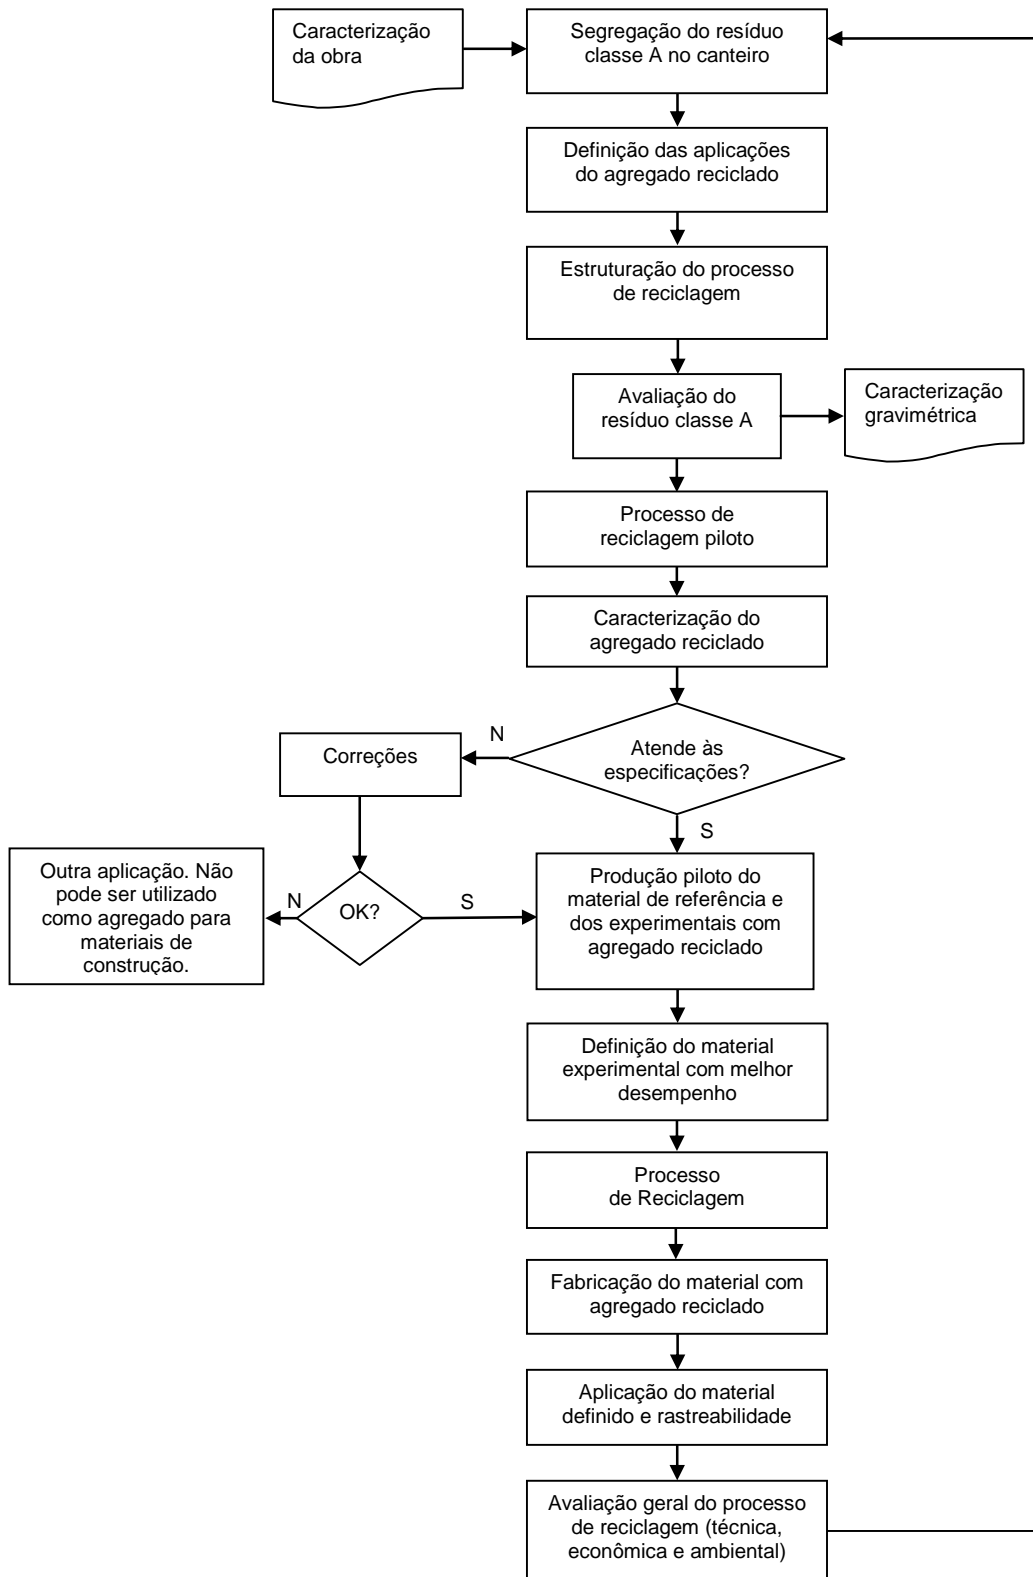 Caracterização
da obra
Segregação do resíduo
classe A no canteiro
Definição das aplicações
do agregado reciclado
Estruturação do processo
de reciclagem
Avaliação do
resíduo classe A
Caracterização
gravimétrica
Processo de
reciclagem piloto
Caracterização do
agregado reciclado
Atende às
especificações?
N
Correções
S
Outra aplicação. Não
pode ser utilizado
como agregado para
materiais de
construção.
N
OK?
S
Produção piloto do
material de referência e
dos experimentais com
agregado reciclado
Definição do material
experimental com melhor
desempenho
Processo
de Reciclagem
Fabricação do material com
agregado reciclado
Aplicação do material
definido e rastreabilidade
Avaliação geral do processo
de reciclagem (técnica,
econômica e ambiental)